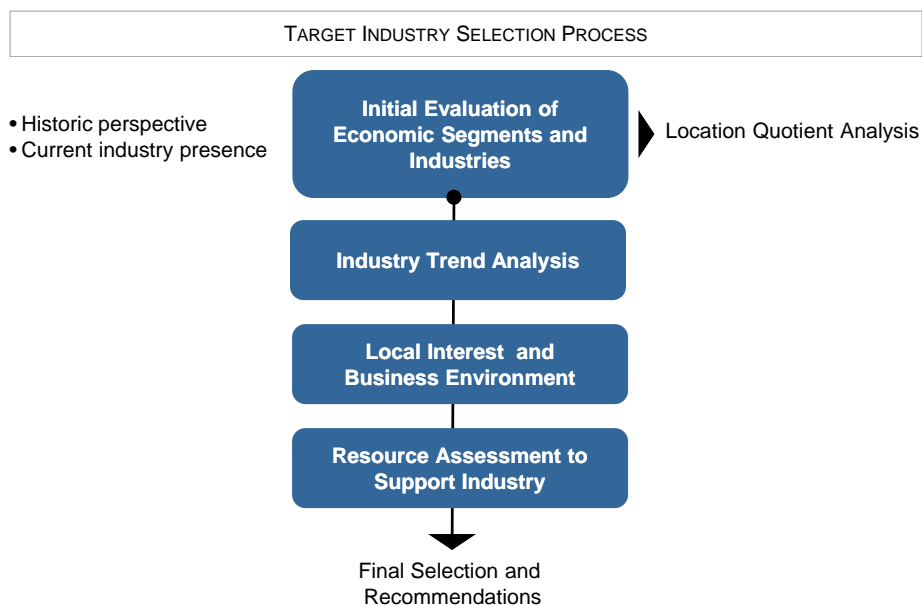 TARGET INDUSTRY SELECTION PROCESS
• Historic perspective
• Current industry presence
Initial Evaluation of
Economic Segments and
Industries
Location Quotient Analysis
Industry Trend Analysis
Local Interest and
Business Environment
Resource Assessment to
Support Industry
Final Selection and
Recommendations